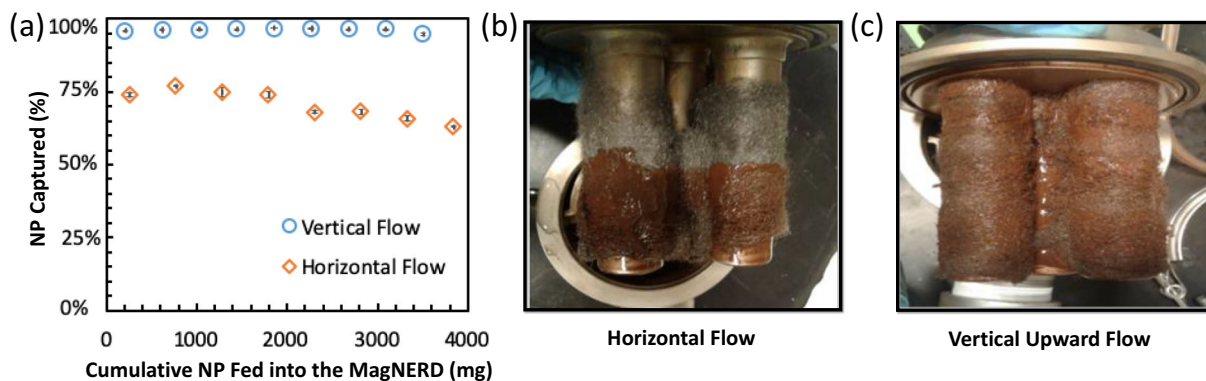 (a)
100%
75%
50%
25%
0%
NP Captured (%)
Vertical Flow
Horizontal Flow
0 1000 2000 3000 4000
Cumulative NP Fed into the MagNERD (mg)
(b)
Horizontal Flow
(c)
Vertical Upward Flow